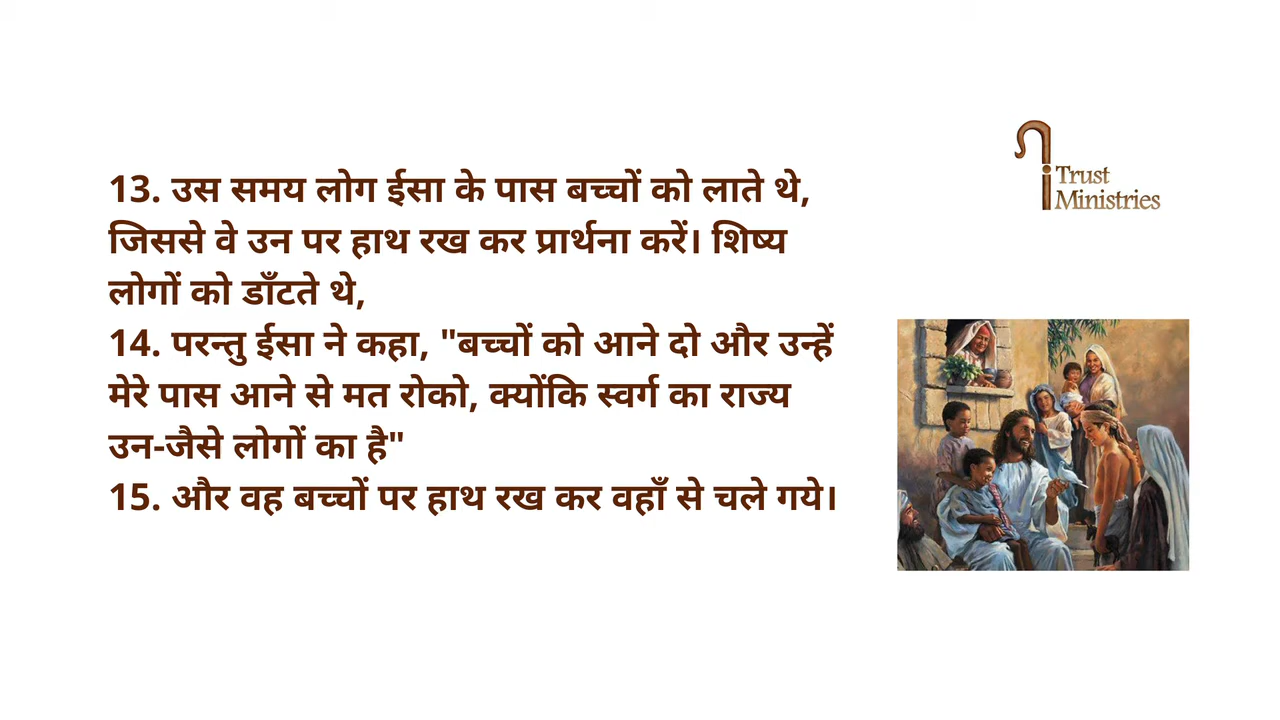 13. उस समय लोग ईसा के पास बच्चों को लाते थे,
जिससे वे उन पर हाथ रख कर प्रार्थना करें। शिष्य
लोगों को डाँटते थे,
14. परन्तु ईसा ने कहा, "बच्चों को आने दो और उन्हें
मेरे पास आने से मत रोको, क्योंकि स्वर्ग का राज्य
उन-जैसे लोगों का है"
15. और वह बच्चों पर हाथ रख कर वहाँ से चले गये।
i Trust
Ministries